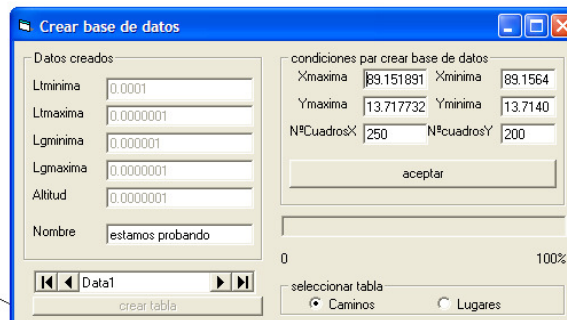 Crear base de datos
Datos creados
Ltminima 0.0001
Ltmaxima 0.0000001
Lgminima 0.000001
Lgmaxima 0.0000001
Altitud 0.0000001
Nombre estamos probando
Data1
crear tabla
condiciones par crear base de datos
Xmaxima 89.151891 Xminima 89.1564
Ymaxima 13.717732 Yminima 13.7140
NºCuadrosX 250 NºcuadrosY 200
aceptar
0 100%
seleccionar tabla
Caminos Lugares